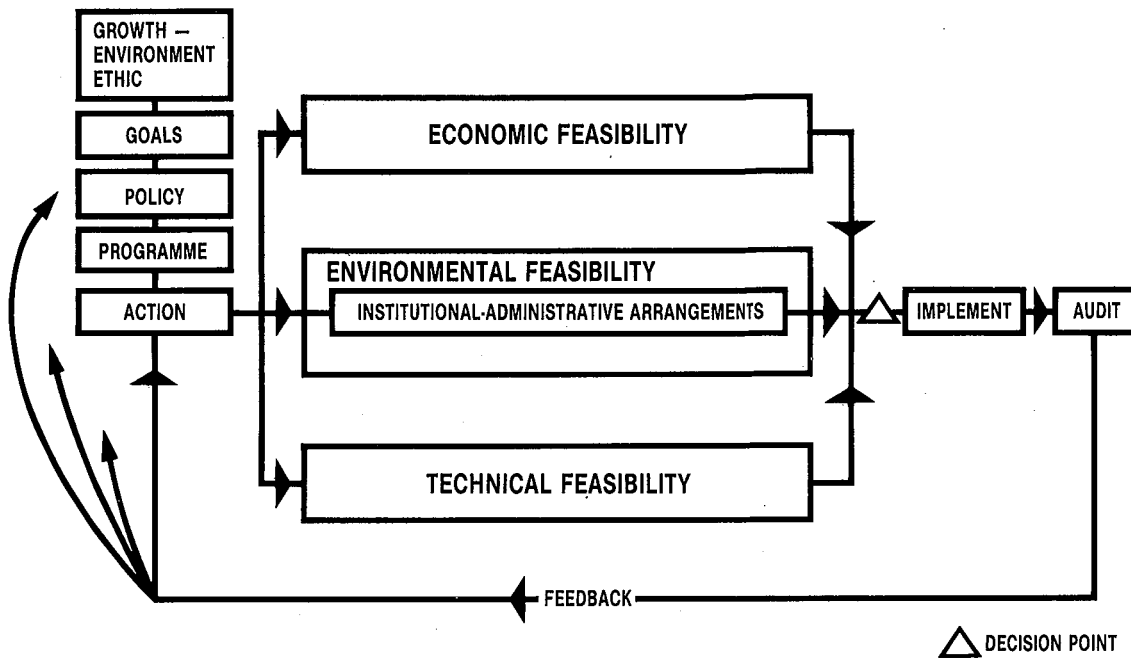 GROWTH —
ENVIRONMENT
ETHIC
GOALS
POLICY
PROGRAMME
ACTION
ECONOMIC FEASIBILITY
ENVIRONMENTAL FEASIBILITY
INSTITUTIONAL-ADMINISTRATIVE ARRANGEMENTS
TECHNICAL FEASIBILITY
IMPLEMENT
AUDIT
FEEDBACK
DECISION POINT